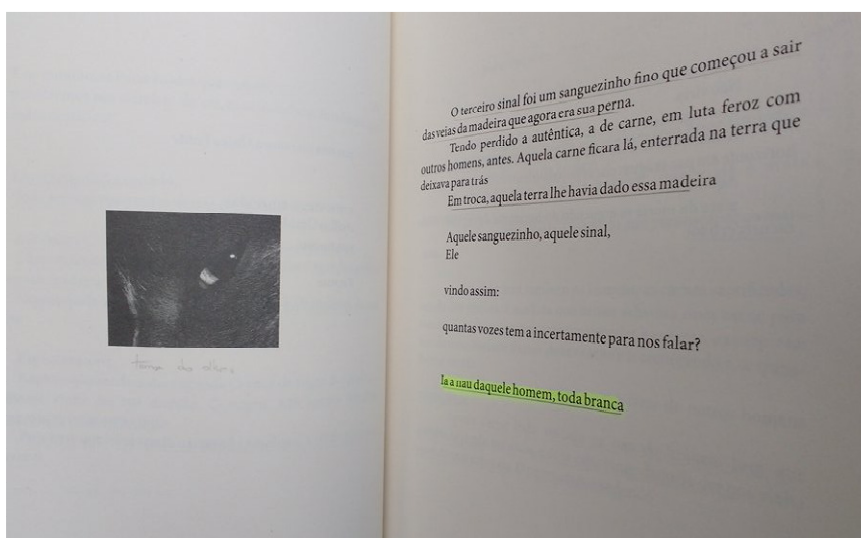 O terceiro sinal foi um sanguezinho fino que começou a sair
das veias da madeira que agora era sua perna.
Tendo perdido a autêntica, a de carne, em luta feroz com
outros homens, antes. Aquela carne ficara lá, enterrada na terra que
deixava para trás
Em troca, aquela terra lhe havia dado essa madeira
Aquele sanguezinho, aquele sinal,
Ele
vindo assim:
quantas vozes tem a incertamente para nos falar?
Ia a nau daquele homem, toda branca